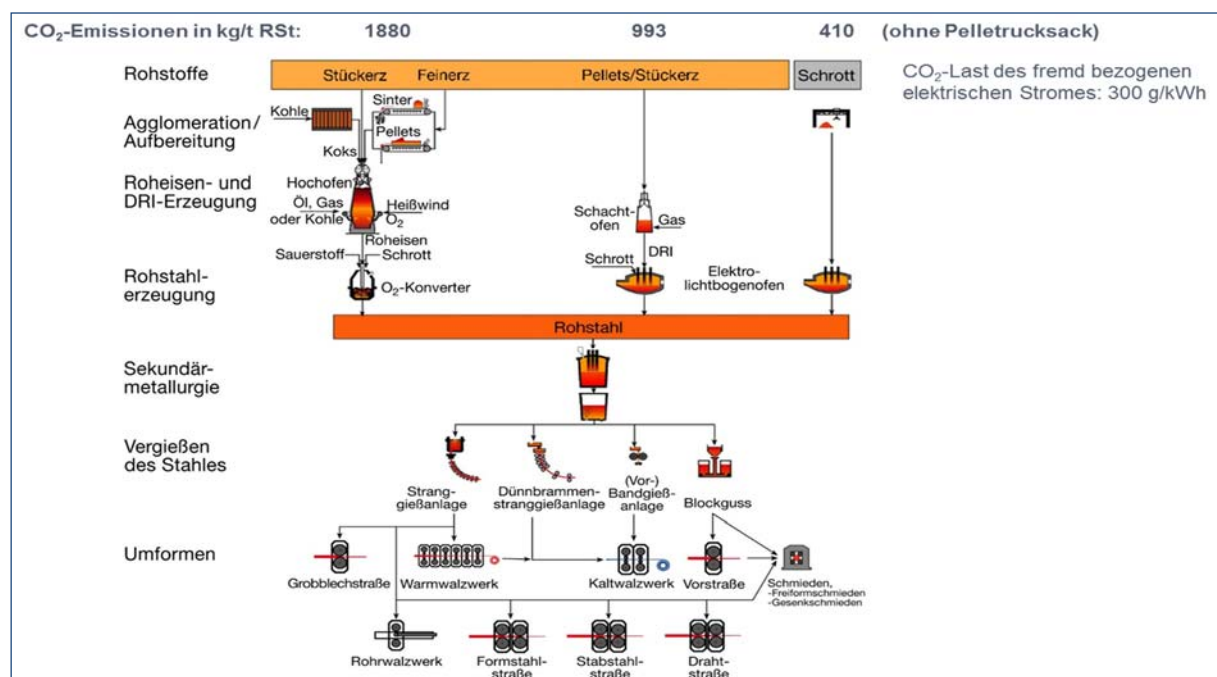 CO₂-Emissionen in kg/t RSt: 1880 993 410 (ohne Pelletrucksack)
Rohstoffe
Stückerz Feinerz Pellets/Stückerz Schrott
CO₂-Last des fremd bezogenen
elektrischen Stromes: 300 g/kWh
Agglomeration/
Aufbereitung
Kohle
Sinter
Pellets
Koks
Roheisen- und
DRI-Erzeugung
Hochofen
Öl, Gas
oder Kohle
Heißwind
O₂
Roheisen
Schacht-
ofen
Gas
DRI
Rohstahl-
erzeugung
Sauerstoff
Schrott
O₂-Konverter
Schrott
Elektro-
lichtbogenofen
Rohstahl
Sekundär-
metallurgie
Vergießen
des Stahles
Strang-
gießanlage
Dünnbrammen-
stranggießanlage
(Vor-)
Bandgieß-
anlage
Blockguss
Umformen
Grobblechstraße
Warmwalzwerk
Kaltwalzwerk
Vorstraße
Schmieden,
-Freiformschmieden
-Gesenkschmieden
Rohrwalzwerk
Formstahl-
straße
Stabstahl-
straße
Draht-
straße